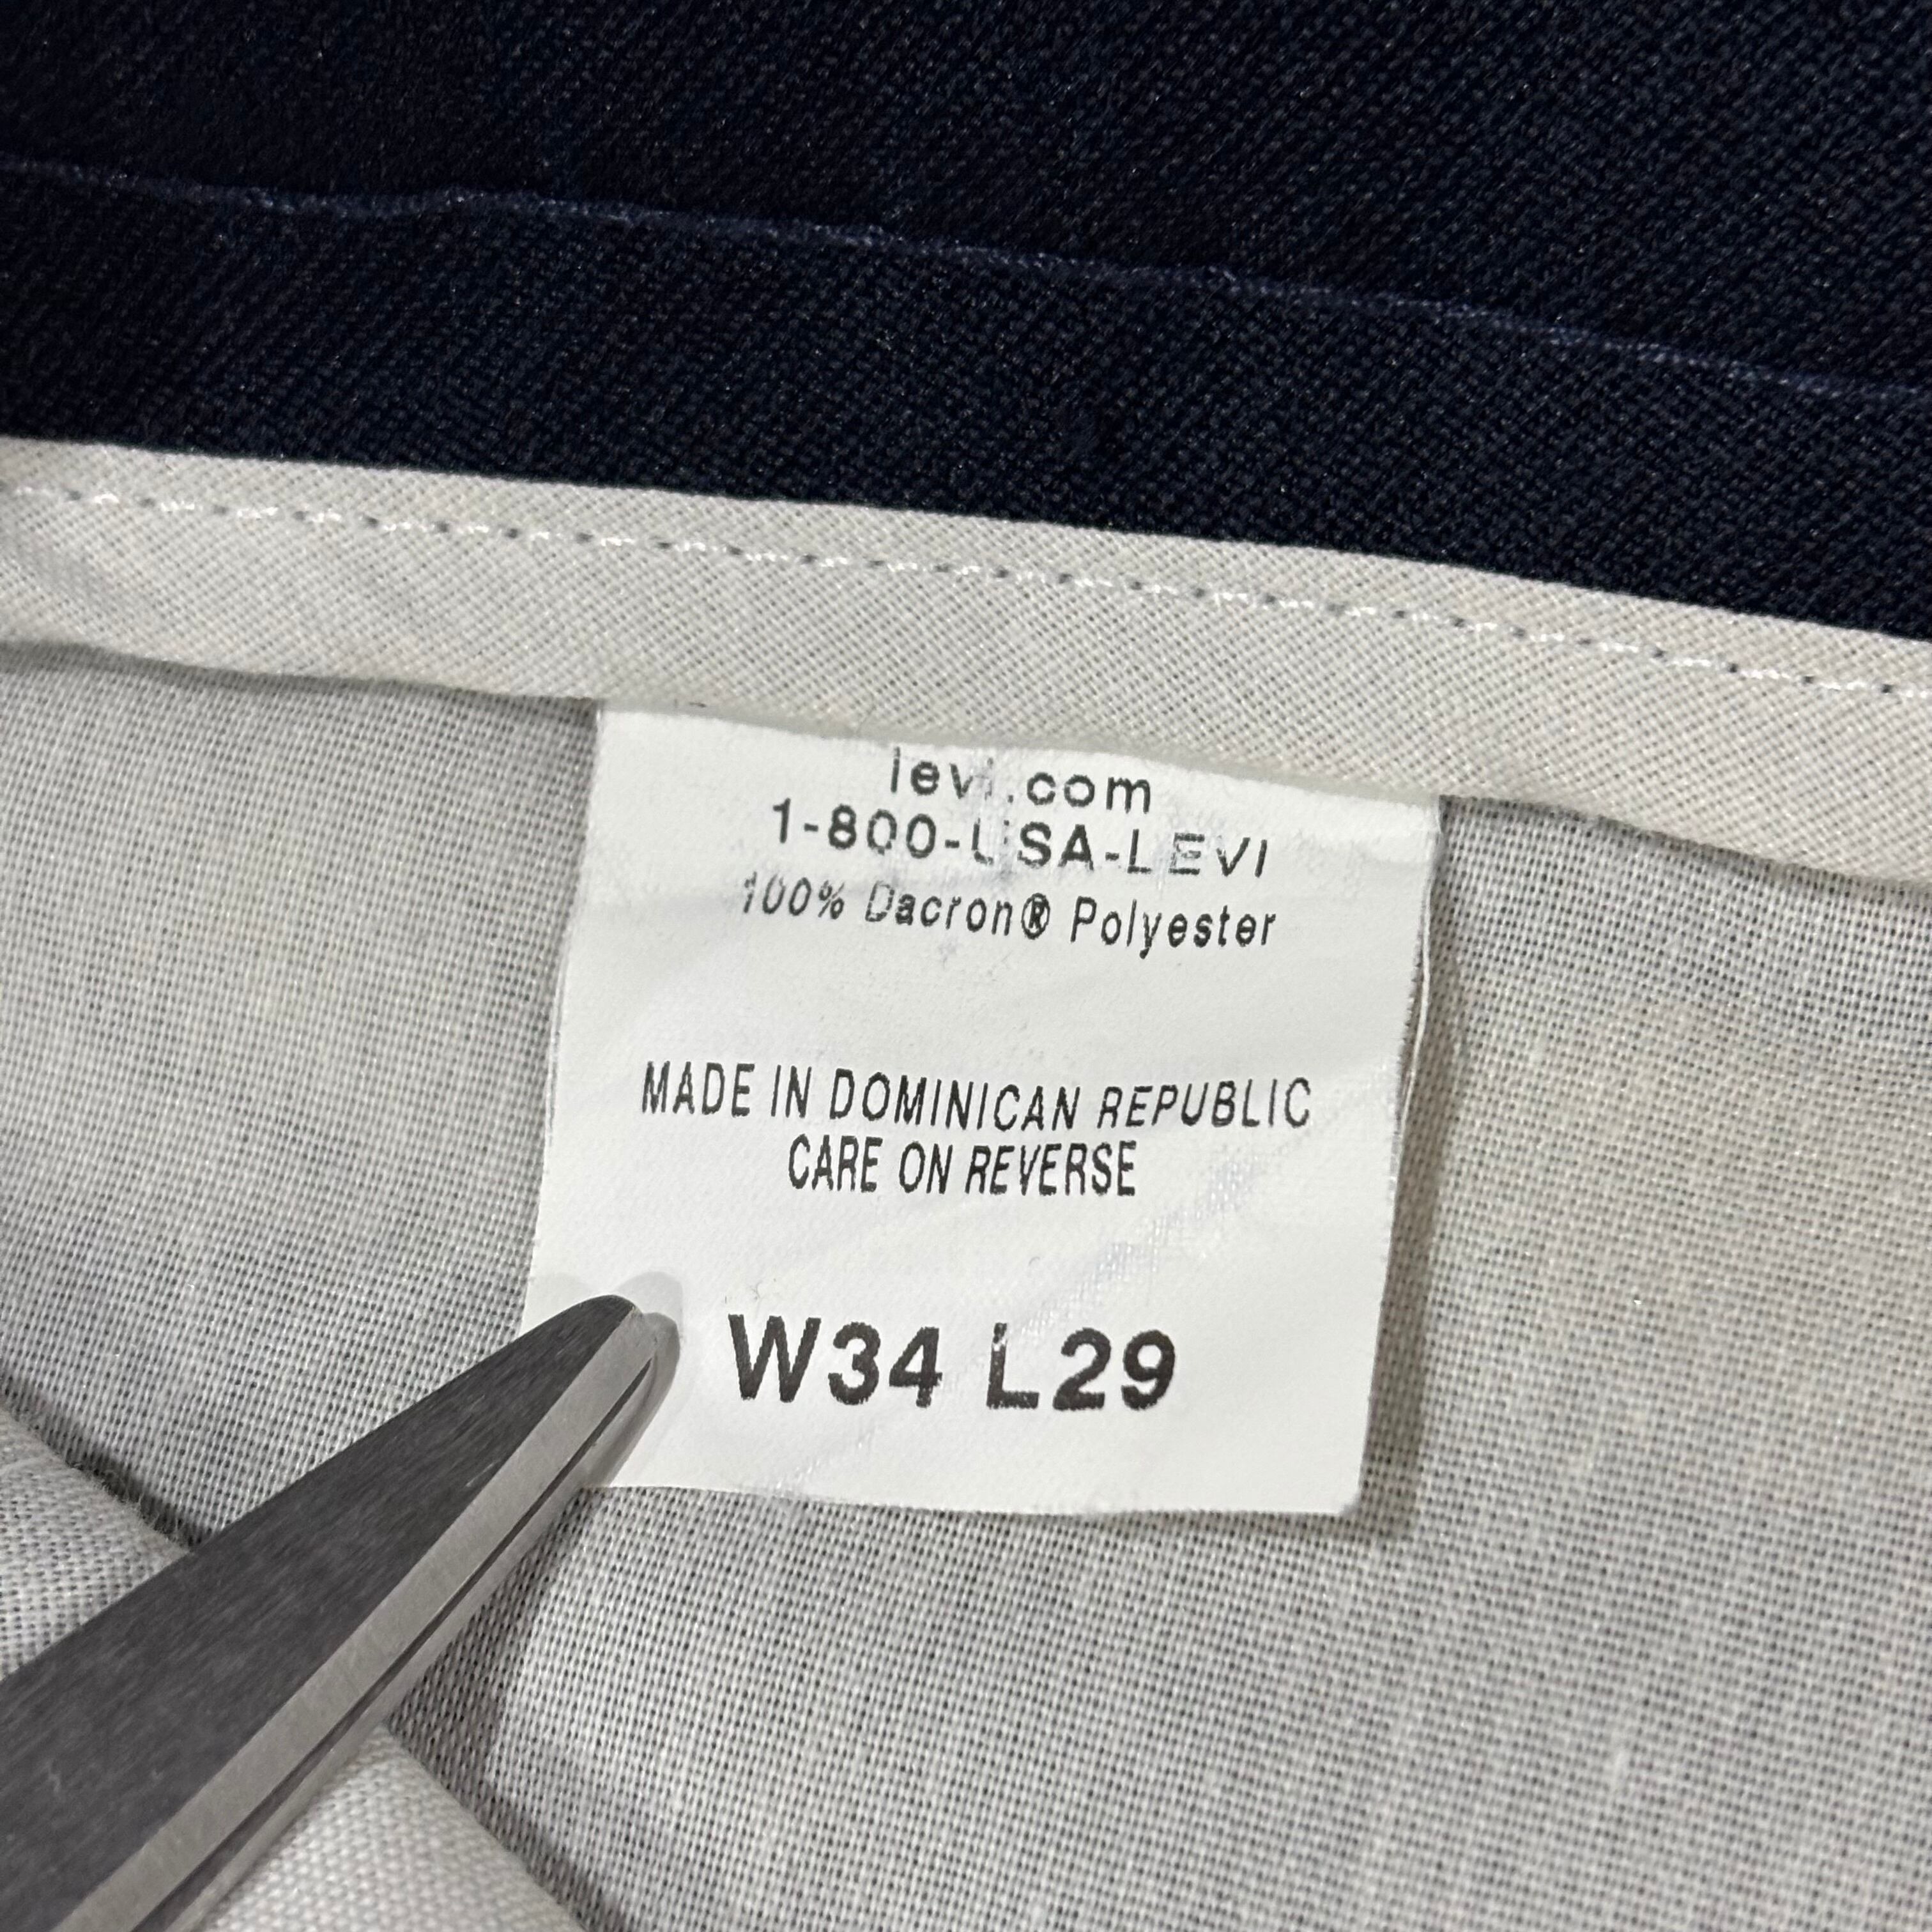 levi.com
1-800-USA-LEVI
100% Dacron® Polyester
MADE IN DOMINICAN REPUBLIC
CARE ON REVERSE
W34 L29